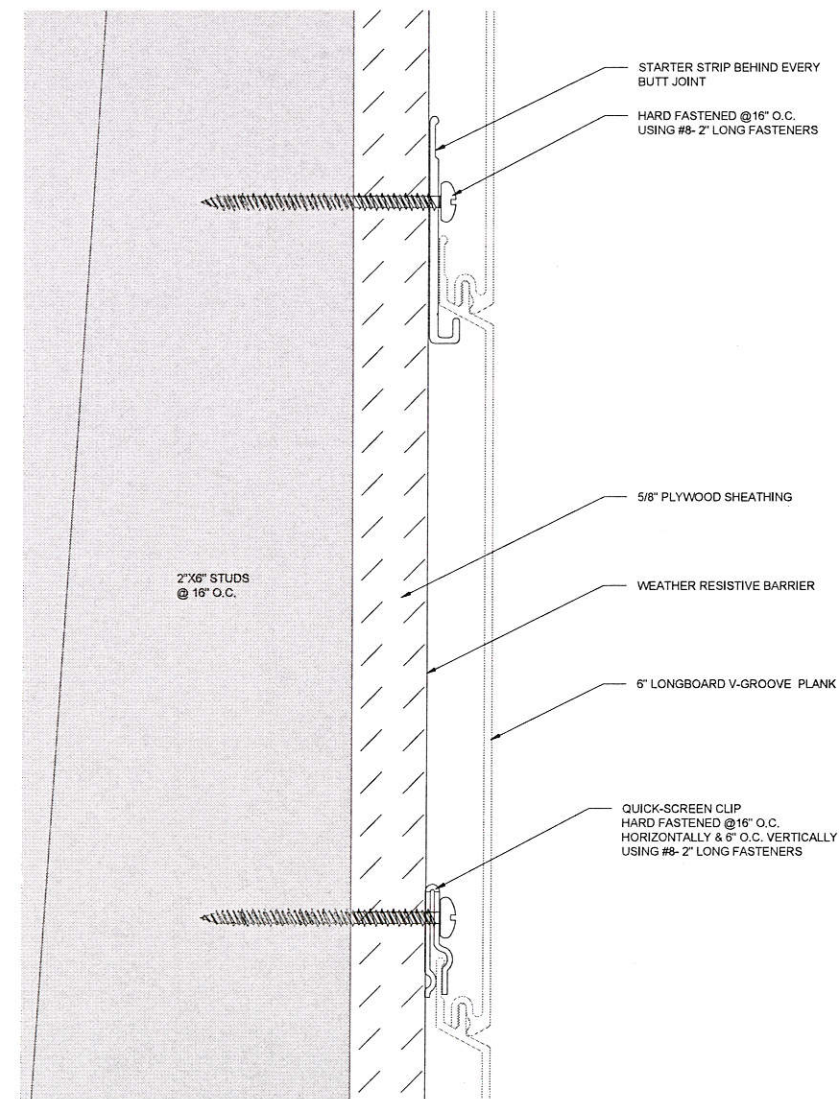 STARTER STRIP BEHIND EVERY
BUTT JOINT
HARD FASTENED @16" O.C.
USING #8- 2" LONG FASTENERS
5/8" PLYWOOD SHEATHING
2"X6" STUDS
@ 16" O.C.
WEATHER RESISTIVE BARRIER
6" LONGBOARD V-GROOVE PLANK
QUICK-SCREEN CLIP
HARD FASTENED @16" O.C.
HORIZONTALLY & 6" O.C. VERTICALLY
USING #8- 2" LONG FASTENERS